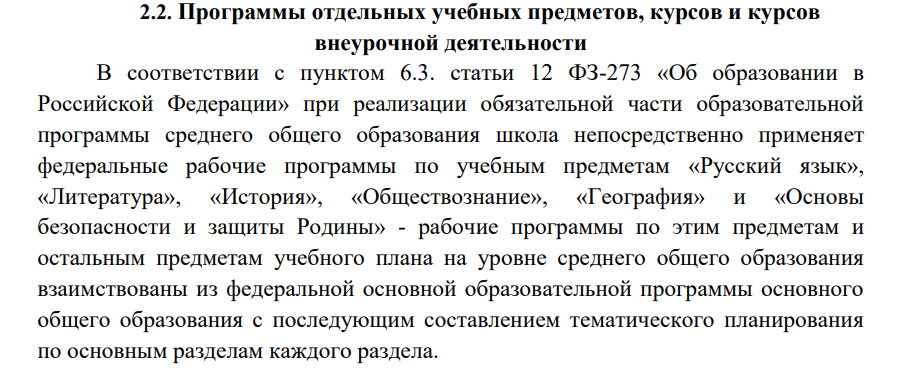 2.2. Программы отдельных учебных предметов, курсов и курсов
внеурочной деятельности
В соответствии с пунктом 6.3. статьи 12 ФЗ-273 «Об образовании в
Российской Федерации» при реализации обязательной части образовательной
программы среднего общего образования школа непосредственно применяет
федеральные рабочие программы по учебным предметам «Русский язык»,
«Литература», «История», «Обществознание», «География» и «Основы
безопасности и защиты Родины» - рабочие программы по этим предметам и
остальным предметам учебного плана на уровне среднего общего образования
взаимствованы из федеральной основной образовательной программы основного
общего образования с последующим составлением тематического планирования
по основным разделам каждого раздела.